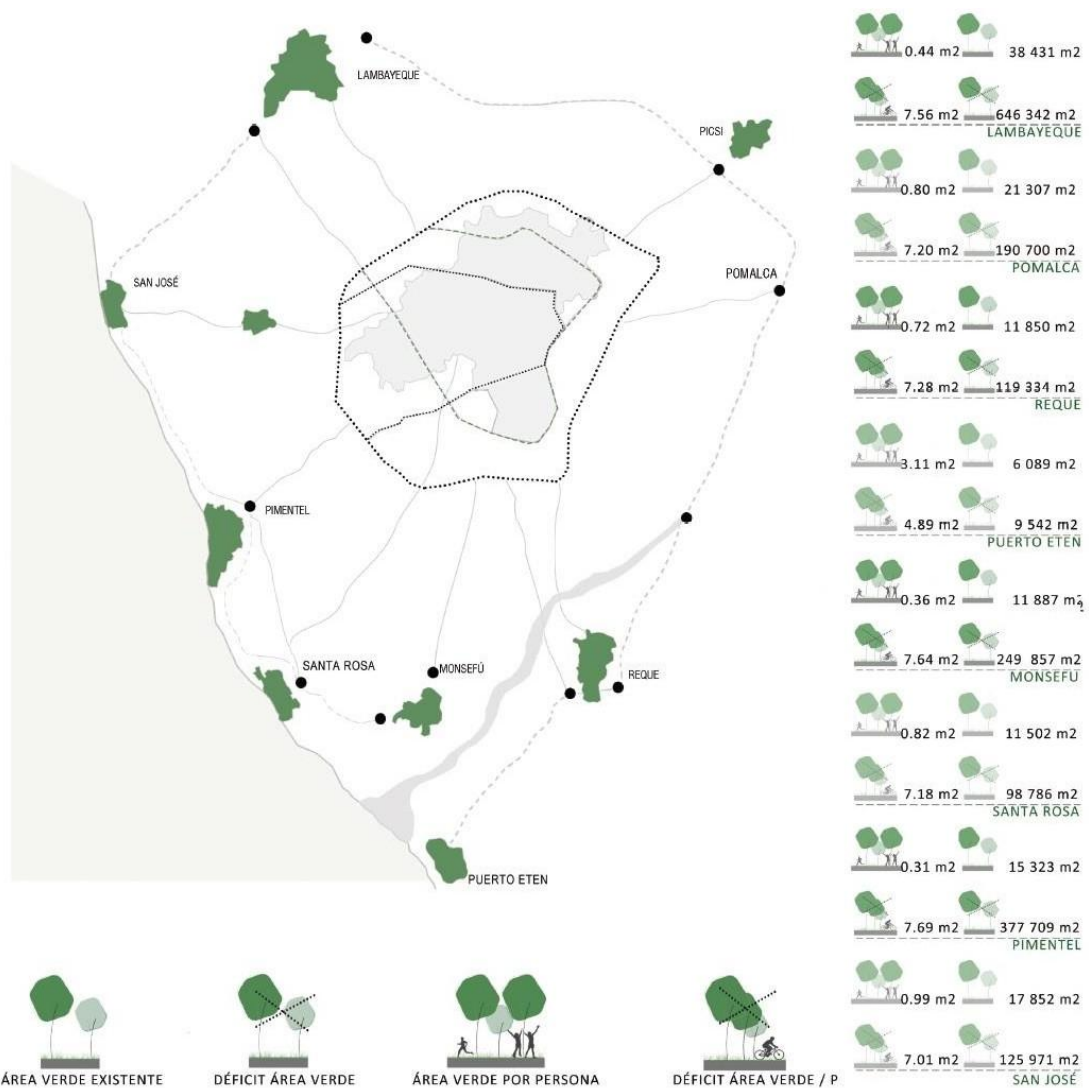 LAMBAYEQUE
PICSI
SAN JOSÉ
POMALCA
PIMENTEL
SANTA ROSA
MONSEFÚ
REQUE
PUERTO ETEN
0.44 m2 38 431 m2
7.56 m2 646 342 m2
LAMBAYEQUE
0.80 m2 21 307 m2
7.20 m2 190 700 m2
POMALCA
0.72 m2 11 850 m2
7.28 m2 119 334 m2
REQUE
3.11 m2 6 089 m2
4.89 m2 9 542 m2
PUERTO ETEN
0.36 m2 11 887 m2
7.64 m2 249 857 m2
MONSEFU
0.82 m2 11 502 m2
7.18 m2 98 786 m2
SANTA ROSA
0.31 m2 15 323 m2
7.69 m2 377 709 m2
PIMENTEL
0.99 m2 17 852 m2
7.01 m2 125 971 m2
SAN JOSÉ
ÁREA VERDE EXISTENTE
DÉFICIT ÁREA VERDE
ÁREA VERDE POR PERSONA
DÉFICIT ÁREA VERDE / P